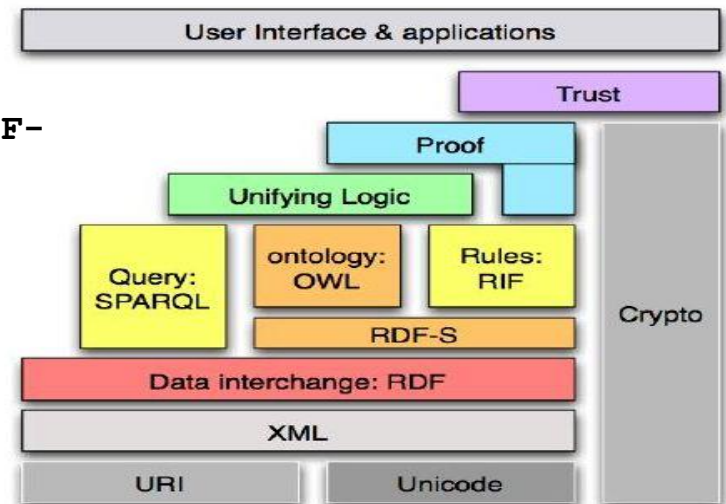 User Interface & applications
Trust
F-
Proof
Unifying Logic
Query:
SPARQL
ontology:
OWL
Rules:
RIF
Crypto
RDF-S
Data interchange: RDF
XML
URI
Unicode